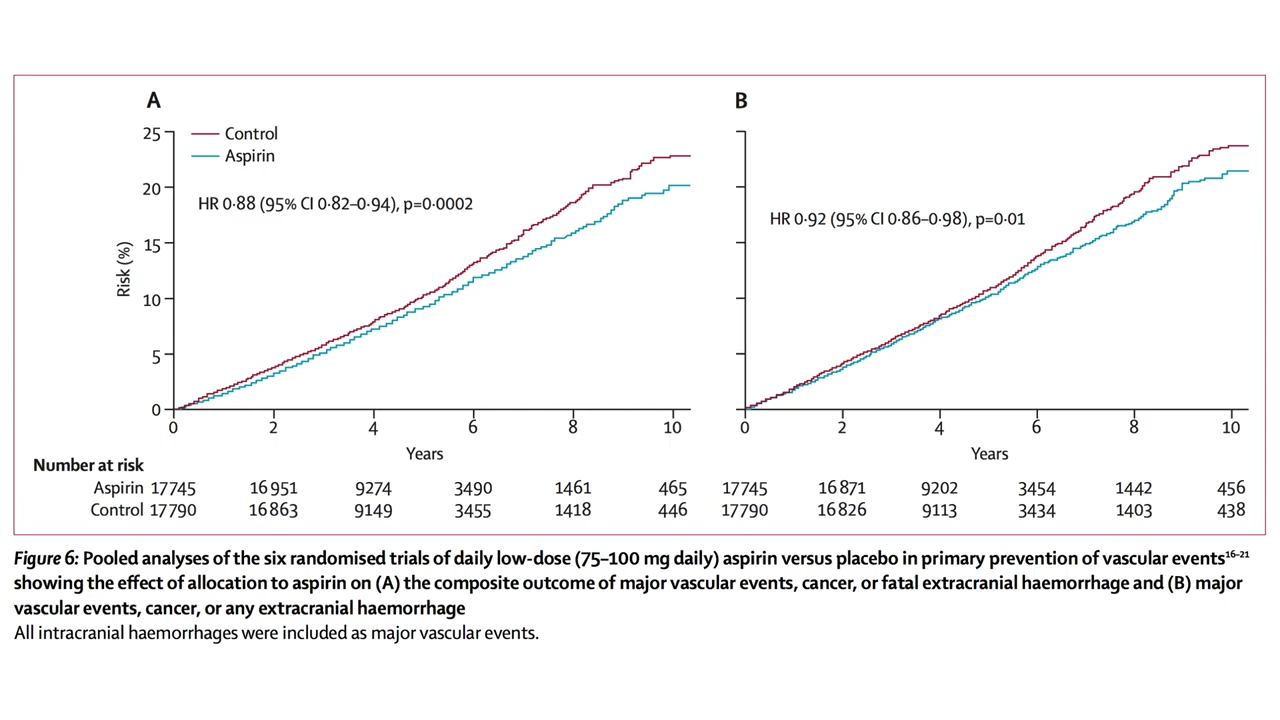 A
B
25
20
15
10
5
0
Control
Aspirin
HR 0·88 (95% CI 0·82–0·94), p=0·0002
HR 0·92 (95% CI 0·86–0·98), p=0·01
Risk (%)
0 2 4 6 8 10 0 2 4 6 8 10
Years Years
Number at risk
Aspirin 17745 16951 9274 3490 1461 465 17745 16871 9202 3454 1442 456
Control 17790 16863 9149 3455 1418 446 17790 16826 9113 3434 1403 438
Figure 6: Pooled analyses of the six randomised trials of daily low-dose (75–100 mg daily) aspirin versus placebo in primary prevention of vascular events16–21
showing the effect of allocation to aspirin on (A) the composite outcome of major vascular events, cancer, or fatal extracranial haemorrhage and (B) major
vascular events, cancer, or any extracranial haemorrhage
All intracranial haemorrhages were included as major vascular events.